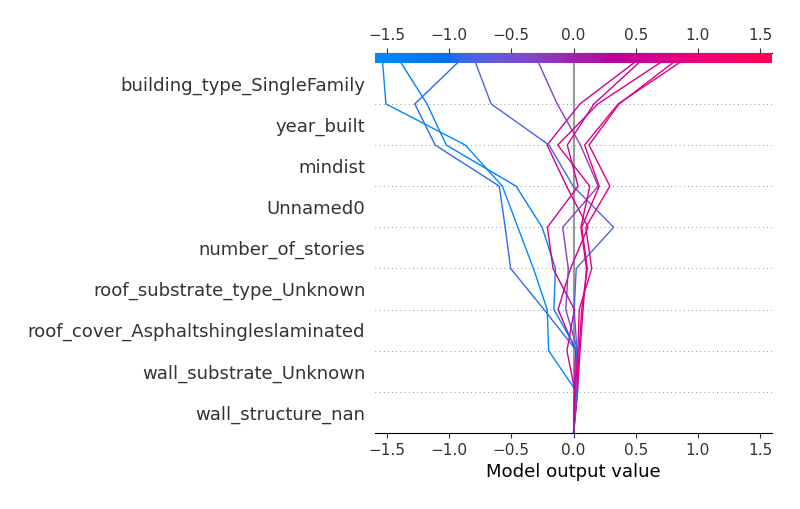 −1.5 −1.0 −0.5 0.0 0.5 1.0 1.5
building_type_SingleFamily
year_built
mindist
Unnamed0
number_of_stories
roof_substrate_type_Unknown
roof_cover_Asphaltshingleslaminated
wall_substrate_Unknown
wall_structure_nan
−1.5 −1.0 −0.5 0.0 0.5 1.0 1.5
Model output value